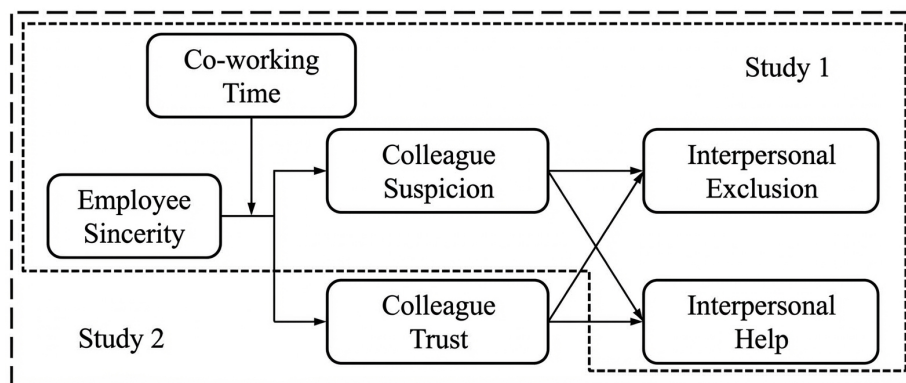 Co-working
Time
Study 1
Colleague
Suspicion
Interpersonal
Exclusion
Employee
Sincerity
Colleague
Trust
Interpersonal
Help
Study 2